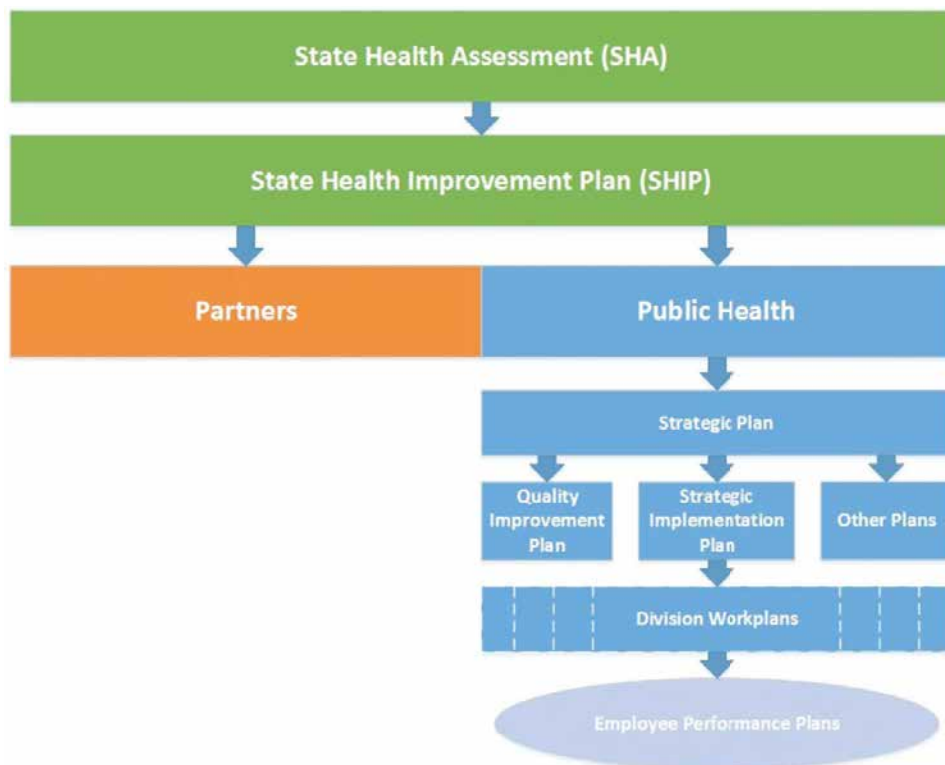 State Health Assessment (SHA)
State Health Improvement Plan (SHIP)
Partners
Public Health
Strategic Plan
Quality
Improvement
Plan
Strategic
Implementation
Plan
Other Plans
Division Workplans
Employee Performance Plans